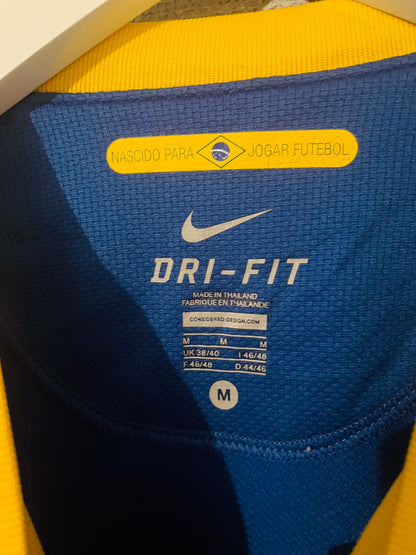 NASCIDO PARA JOGAR FUTEBOL
DRI-FIT
MADE IN THAILAND
FABRIQUE EN THAILANDE
CONSIDERED-DESIGN.COM
M M M
UK 38/40 I 46/48
F 46/48 D 44/46
M